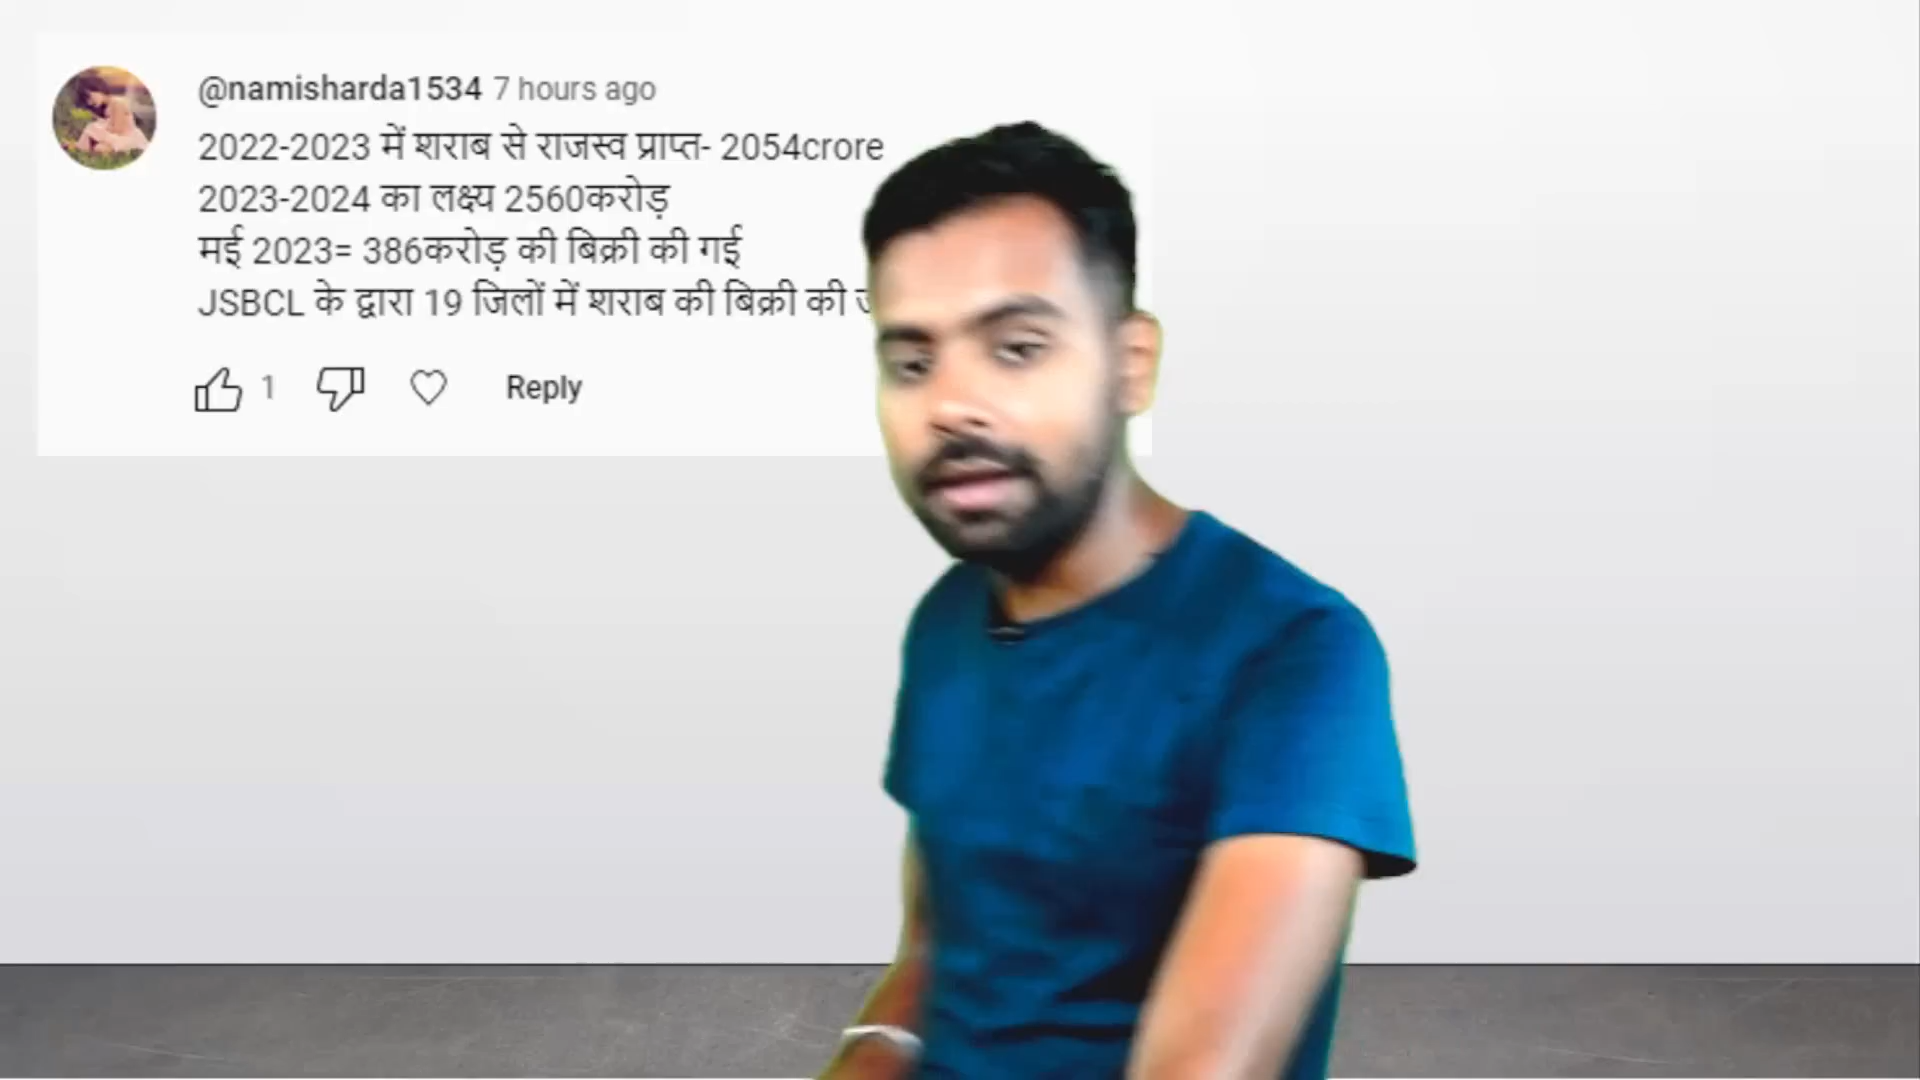 @namisharda1534 7 hours ago
2022-2023 में शराब से राजस्व प्राप्त- 2054crore
2023-2024 का लक्ष्य 2560करोड़
मई 2023= 386करोड़ की बिक्री की गई
JSBCL के द्वारा 19 जिलों में शराब की बिक्री की
1
Reply